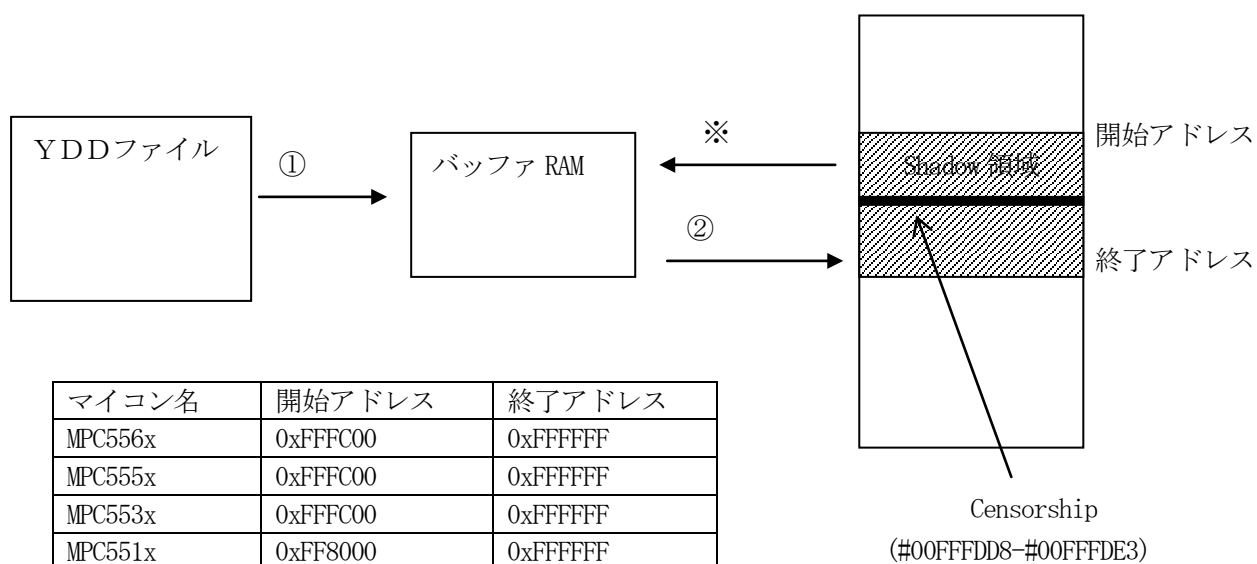 YDDファイル
①
バッファ RAM
※
②
Shadow 領域
開始アドレス
終了アドレス
Censorship
(#00FFFDD8-#00FFFDE3)
マイコン名 開始アドレス 終了アドレス
MPC556x 0xFFFC00 0xFFFFFF
MPC555x 0xFFFC00 0xFFFFFF
MPC553x 0xFFFC00 0xFFFFFF
MPC551x 0xFF8000 0xFFFFFF